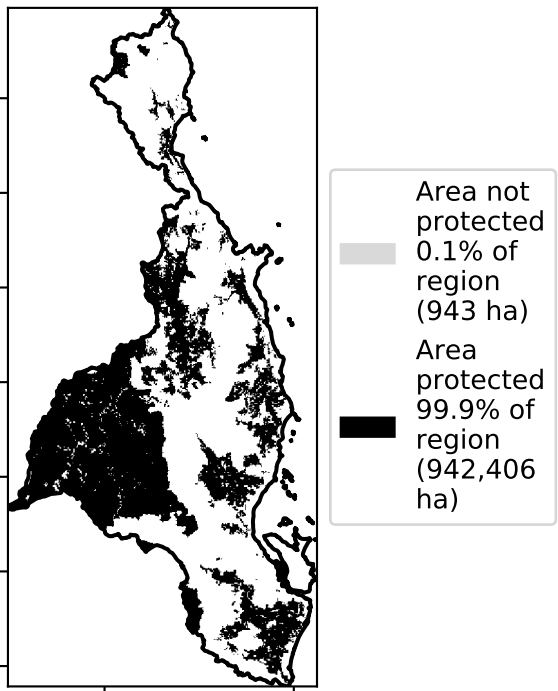 Area not
protected
0.1% of
region
(943 ha)
Area
protected
99.9% of
region
(942,406
ha)